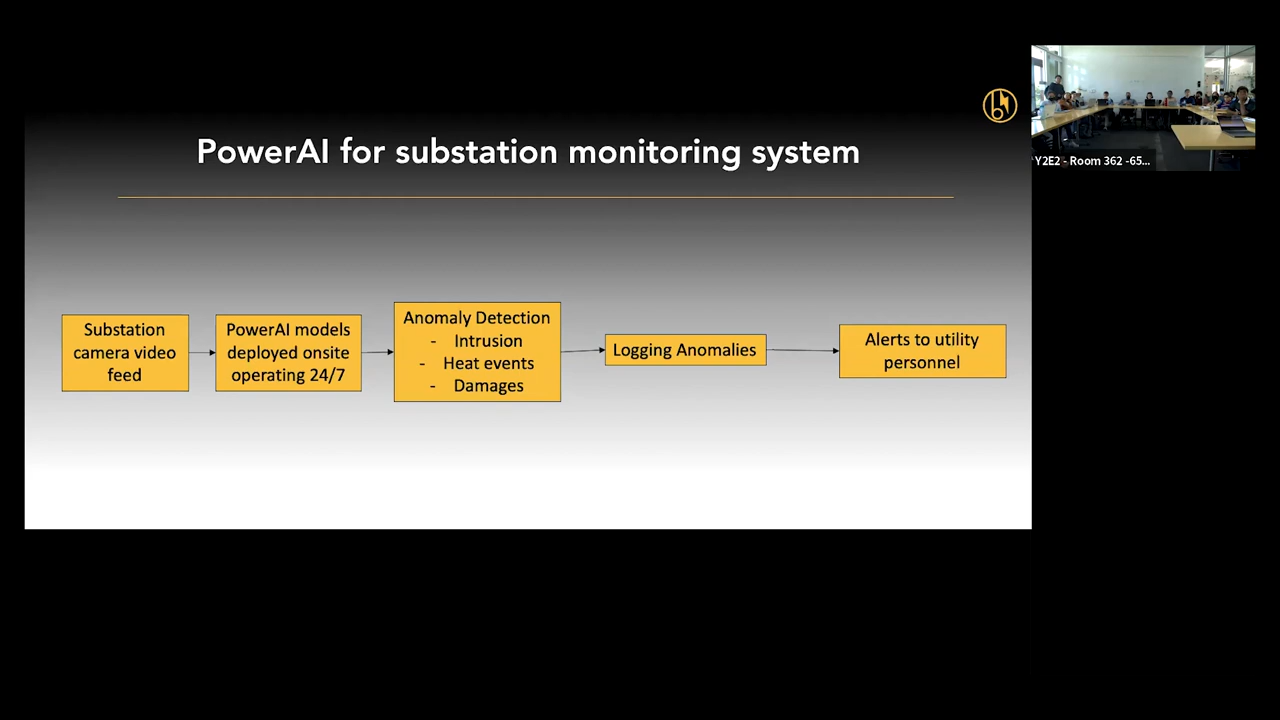 PowerAI for substation monitoring system
Substation
camera video
feed
PowerAI models
deployed onsite
operating 24/7
Anomaly Detection
- Intrusion
- Heat events
- Damages
Logging Anomalies
Alerts to utility
personnel
Y2E2 - Room 362 -65...